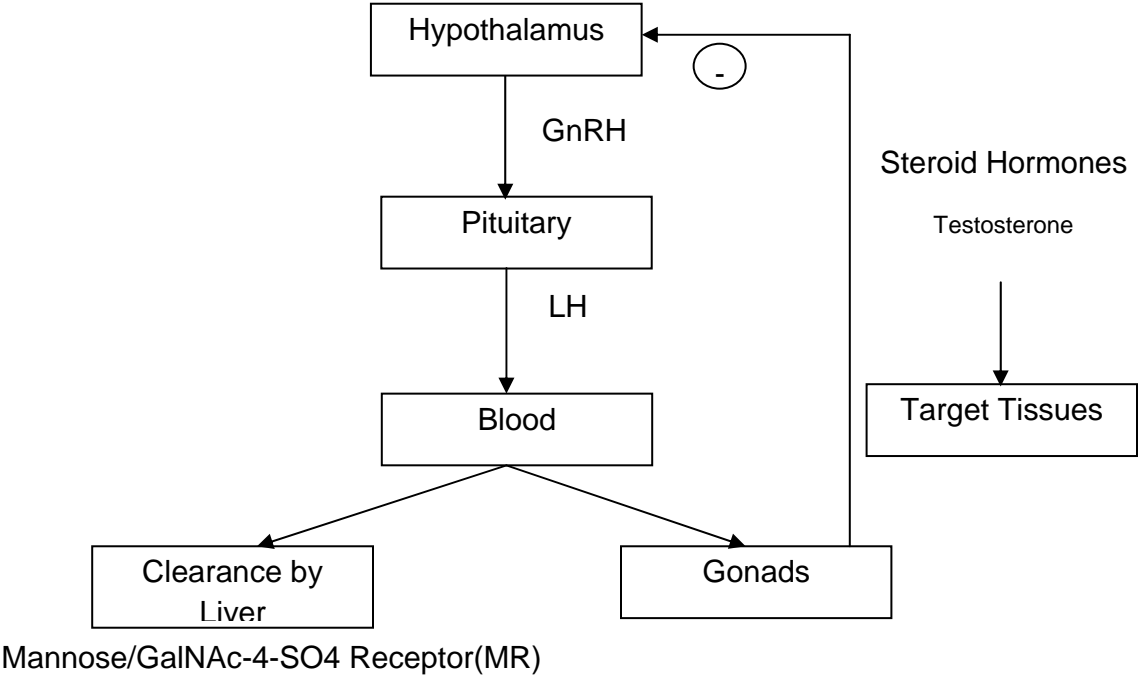 Hypothalamus
-
GnRH
Steroid Hormones
Pituitary
Testosterone
LH
Target Tissues
Blood
Clearance by
Liver
Gonads
Mannose/GalNAc-4-SO4 Receptor(MR)